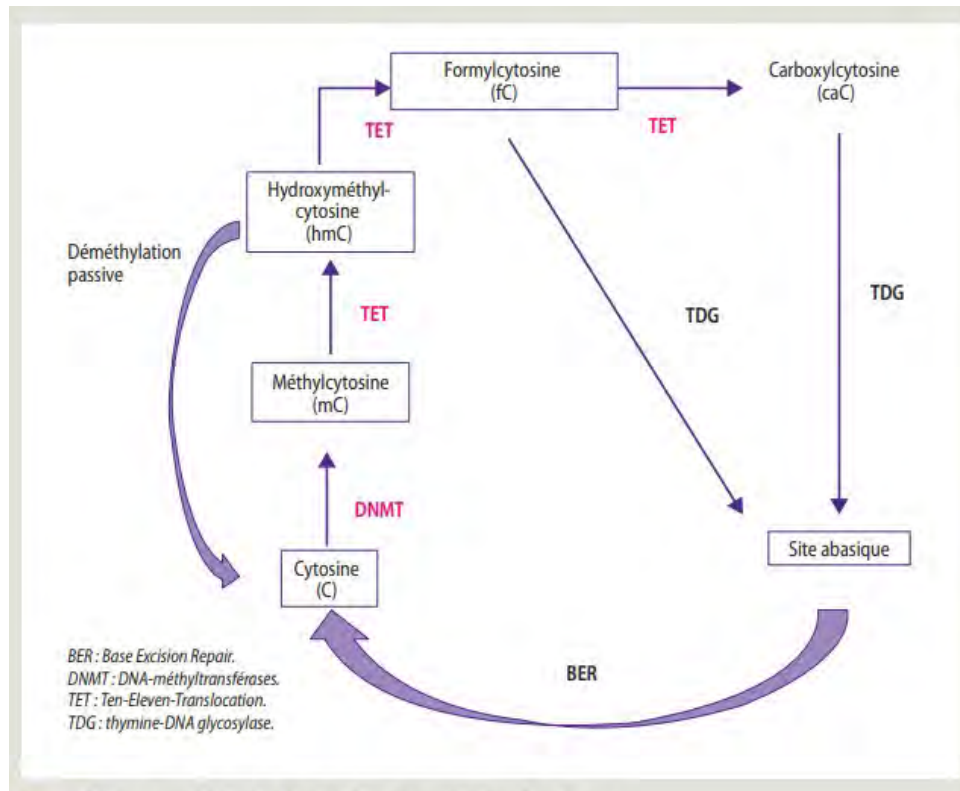 Formylcytosine
(fC)
Carboxylcytosine
(caC)
TET
TET
Hydroxyméthyl-
cytosine
(hmC)
Déméthylation
passive
TET
TDG
TDG
Méthylcytosine
(mC)
DNMT
Site abasique
Cytosine
(C)
BER
BER : Base Excision Repair.
DNMT : DNA-méthyltransférases.
TET : Ten-Eleven-Translocation.
TDG : thymine-DNA glycosylase.